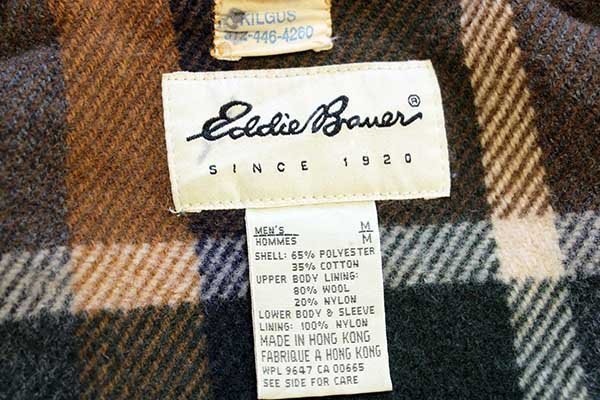 KILGUS
312-446-4260
Eddie Bauer®
SINCE 1920
MEN'S M
HOMMES M
SHELL: 65% POLYESTER
35% COTTON
UPPER BODY LINING:
80% WOOL
20% NYLON
LOWER BODY & SLEEVE
LINING: 100% NYLON
MADE IN HONG KONG
FABRIQUE A HONG KONG
WPL 9647 CA 00665
SEE SIDE FOR CARE